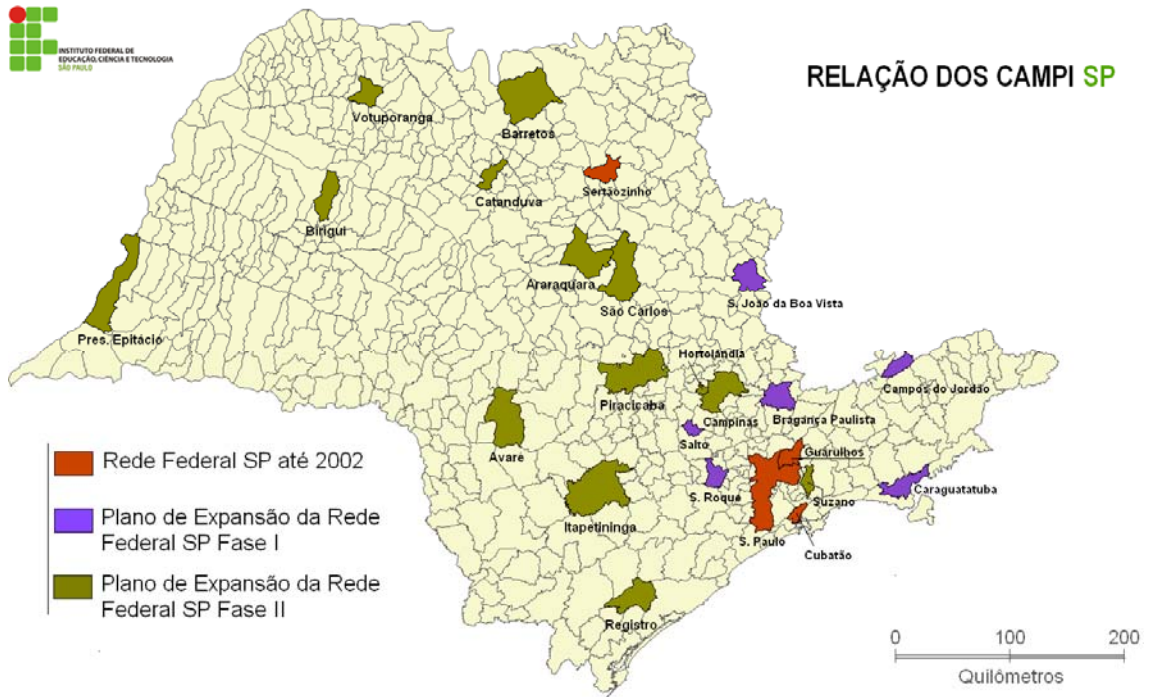 INSTITUTO FEDERAL DE
EDUCAÇÃO, CIÊNCIA E TECNOLOGIA
SÃO PAULO
RELAÇÃO DOS CAMPI SP
Votuporanga
Barretos
Catanduva
Sertãozinho
Birigui
Araraquara
São Carlos
S. João da Boa Vista
Pres. Epitácio
Hortolândia
Campos do Jordão
Piracicaba
Campinas
Bragança Paulista
Salto
Avaré
Guarulhos
S. Roque
Suzano
Caraguatatuba
Itapetininga
S. Paulo
Cubatão
Registro
Rede Federal SP até 2002
Plano de Expansão da Rede
Federal SP Fase I
Plano de Expansão da Rede
Federal SP Fase II
0 100 200
Quilômetros